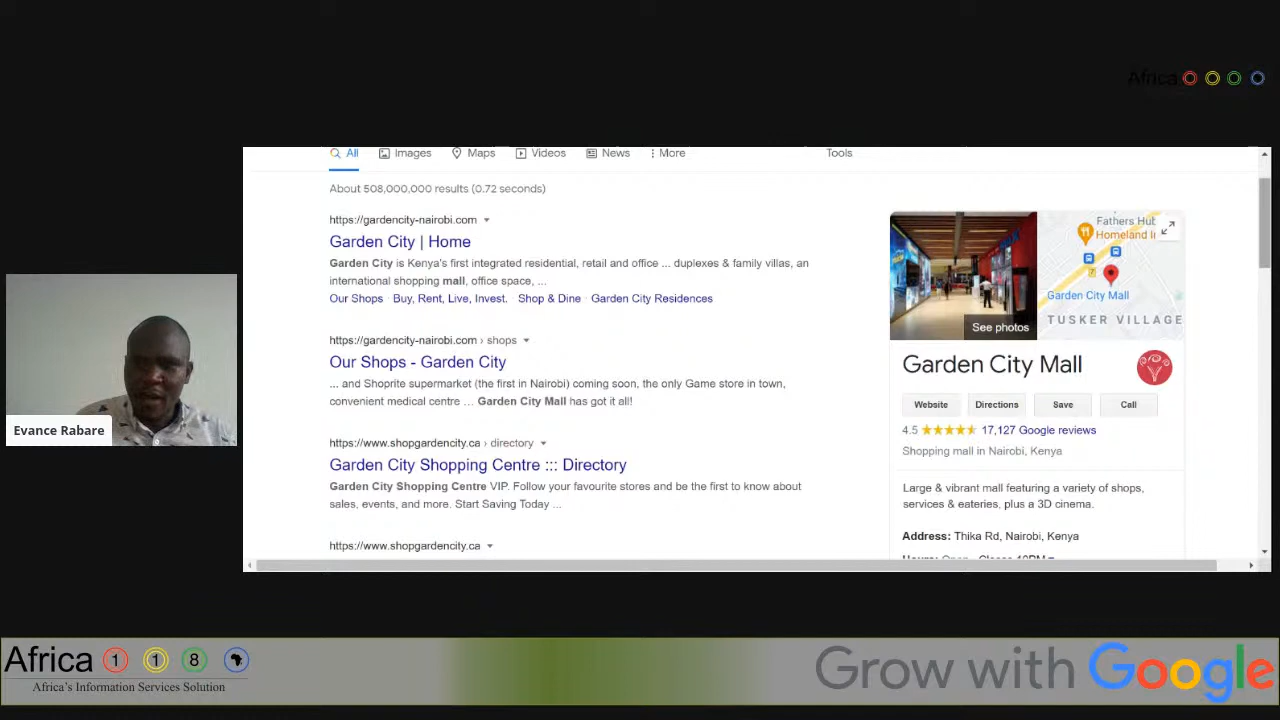 Africa
All Images Maps Videos News More Tools
About 508,000,000 results (0.72 seconds)
https://gardencity-nairobi.com
Garden City | Home
Garden City is Kenya's first integrated residential, retail and office ... duplexes & family villas, an
international shopping mall, office space, ...
Our Shops · Buy, Rent, Live, Invest. · Shop & Dine · Garden City Residences
https://gardencity-nairobi.com › shops
Our Shops - Garden City
... and Shoprite supermarket (the first in Nairobi) coming soon, the only Game store in town,
convenient medical centre ... Garden City Mall has got it all!
https://www.shopgardencity.ca › directory
Garden City Shopping Centre ::: Directory
Garden City Shopping Centre VIP. Follow your favourite stores and be the first to know about
sales, events, and more. Start Saving Today ...
https://www.shopgardencity.ca
See photos
Fathers Hub
Homeland In
Garden City Mall
TUSKER VILLAGE
Garden City Mall
Website Directions Save Call
4.5 17,127 Google reviews
Shopping mall in Nairobi, Kenya
Large & vibrant mall featuring a variety of shops,
services & eateries, plus a 3D cinema.
Address: Thika Rd, Nairobi, Kenya
Hours: Open · Closes 10PM
Evance Rabare
Africa 1 1 8
Africa's Information Services Solution
Grow with Google